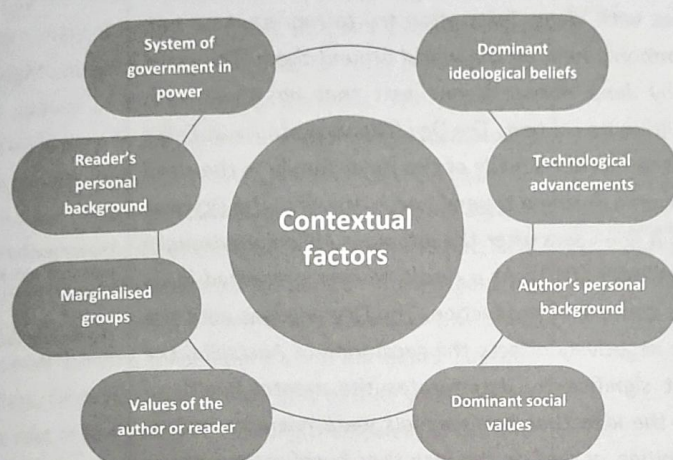 System of
government in
power
Dominant
ideological beliefs
Reader's
personal
background
Technological
advancements
Contextual
factors
Marginalised
groups
Author's personal
background
Values of the
author or reader
Dominant social
values